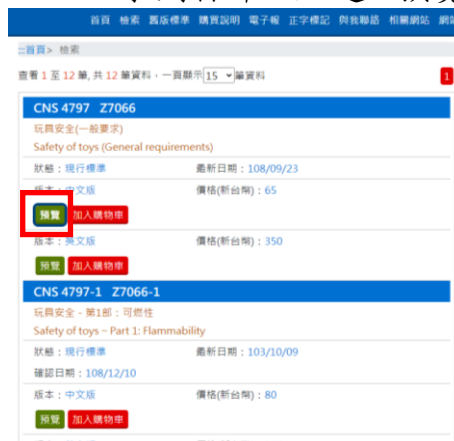 首頁 檢索 舊版標準 購買說明 電子報 正字標記 與我聯絡 相關網站
首頁> 檢索
查看 1 至 12 筆, 共 12 筆資料，一頁顯示 15 筆資料
1
CNS 4797 Z7066
玩具安全(一般要求)
Safety of toys (General requirements)
狀態：現行標準 最新日期：108/09/23
版本：中文版 價格(新台幣)：65
預覽 加入購物車
版本：英文版 價格(新台幣)：350
預覽 加入購物車
CNS 4797-1 Z7066-1
玩具安全 - 第1部：可燃性
Safety of toys – Part 1: Flammability
狀態：現行標準 最新日期：103/10/09
確認日期：108/12/10
版本：中文版 價格(新台幣)：80
預覽 加入購物車